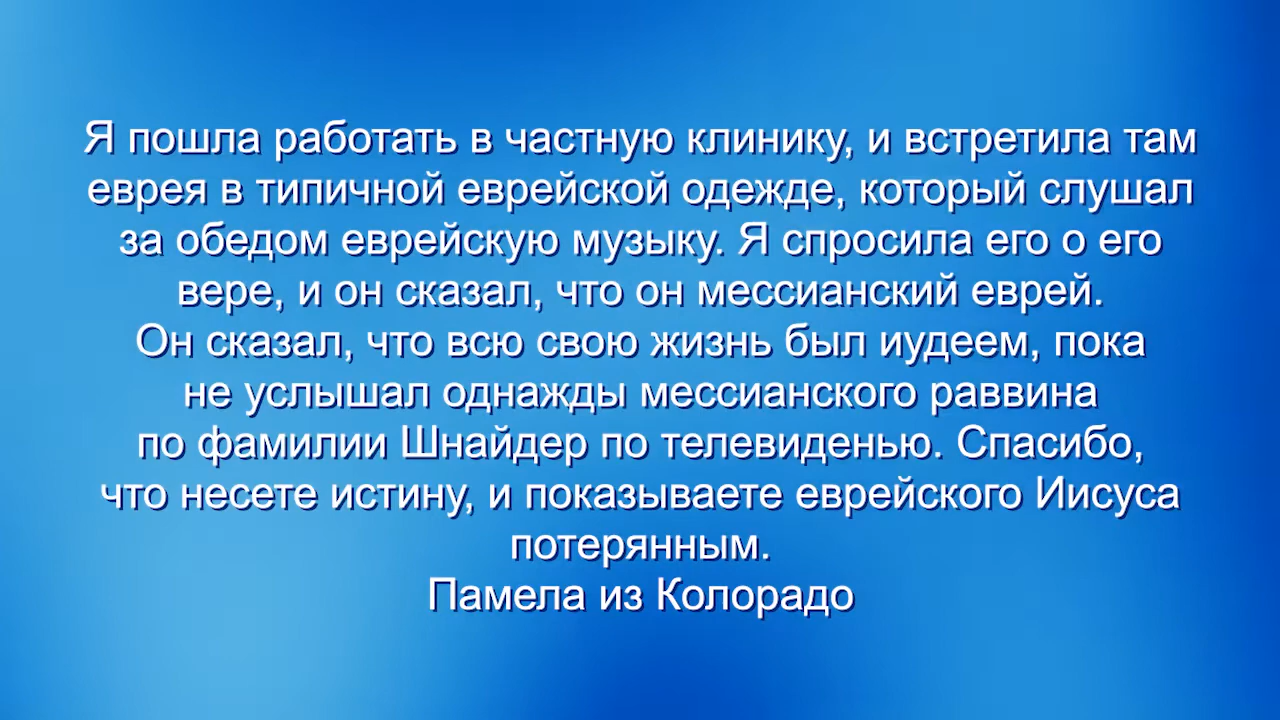 Я пошла работать в частную клинику, и встретила там
еврея в типичной еврейской одежде, который слушал
за обедом еврейскую музыку. Я спросила его о его
вере, и он сказал, что он мессианский еврей.
Он сказал, что всю свою жизнь был иудеем, пока
не услышал однажды мессианского раввина
по фамилии Шнайдер по телевиденью. Спасибо,
что несете истину, и показываете еврейского Иисуса
потерянным.
Памела из Колорадо